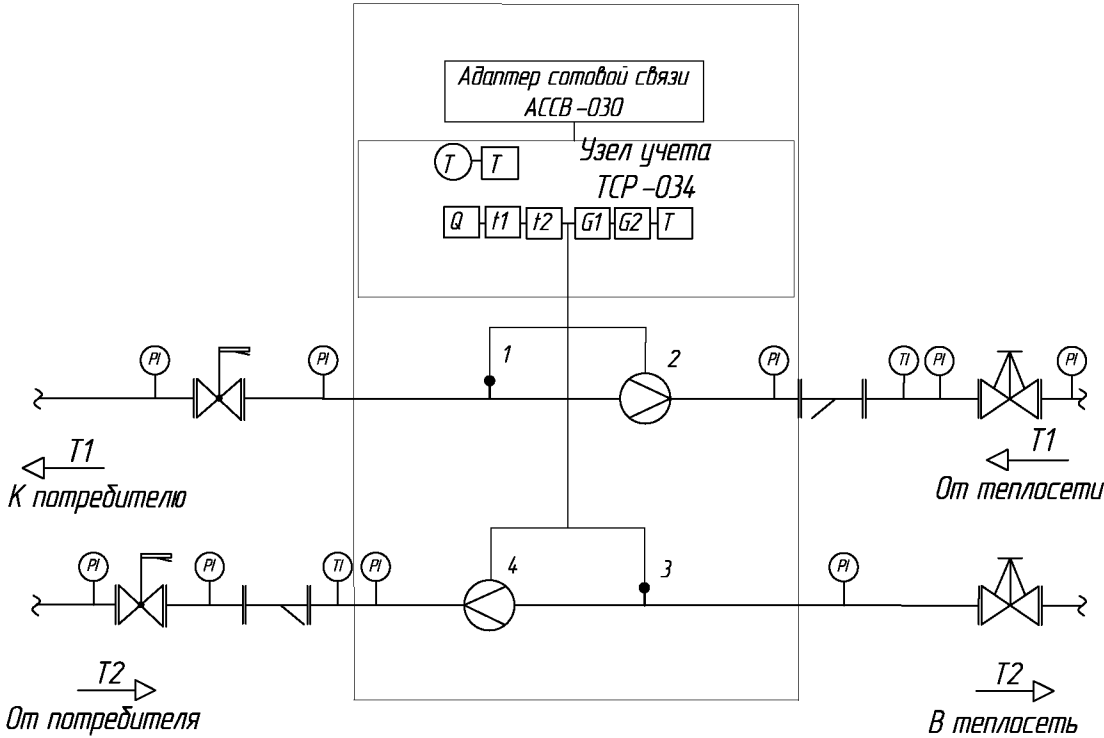 Адаптер сотовой связи
АССВ-030
Узел учета
ТСР-034
T T
Q t1 t2 G1 G2 T
1 2
PI PI PI TI PI PI
T1 T1
К потребителю От теплосети
4 3
PI PI TI PI PI
T2 T2
От потребителя В теплосеть